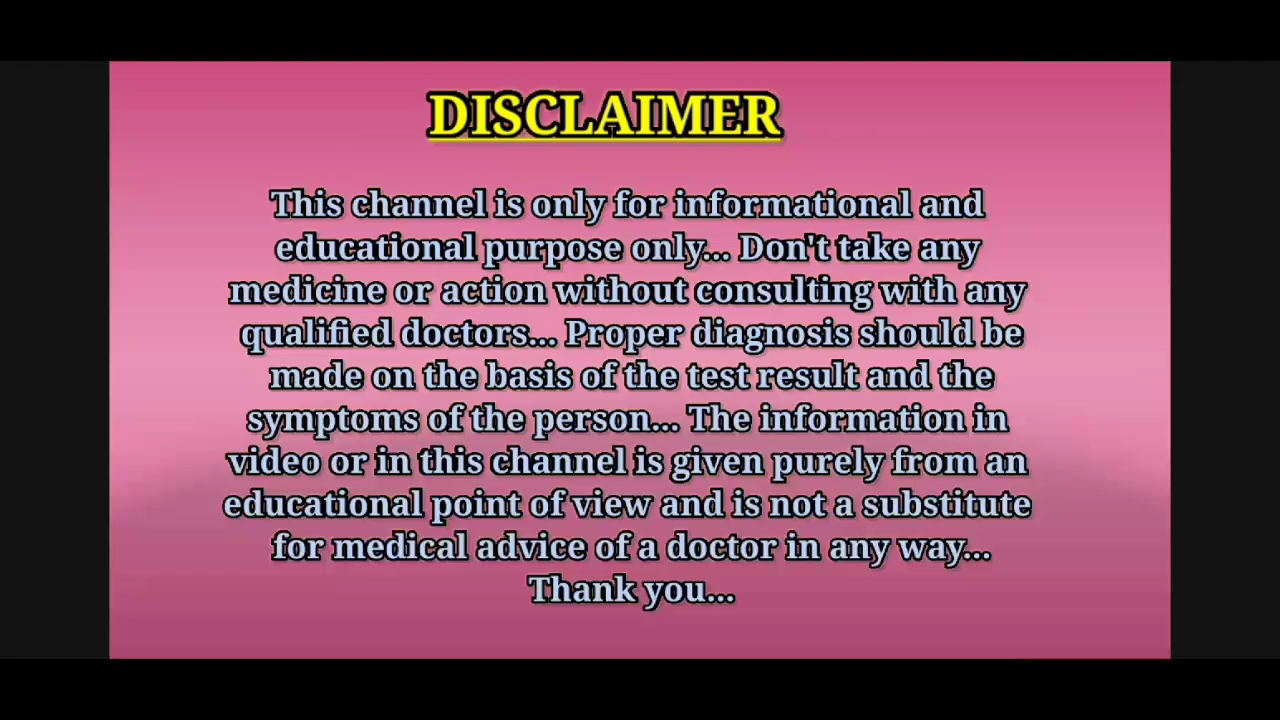 DISCLAIMER
This channel is only for informational and
educational purpose only... Don't take any
medicine or action without consulting with any
qualified doctors... Proper diagnosis should be
made on the basis of the test result and the
symptoms of the person... The information in
video or in this channel is given purely from an
educational point of view and is not a substitute
for medical advice of a doctor in any way...
Thank you...